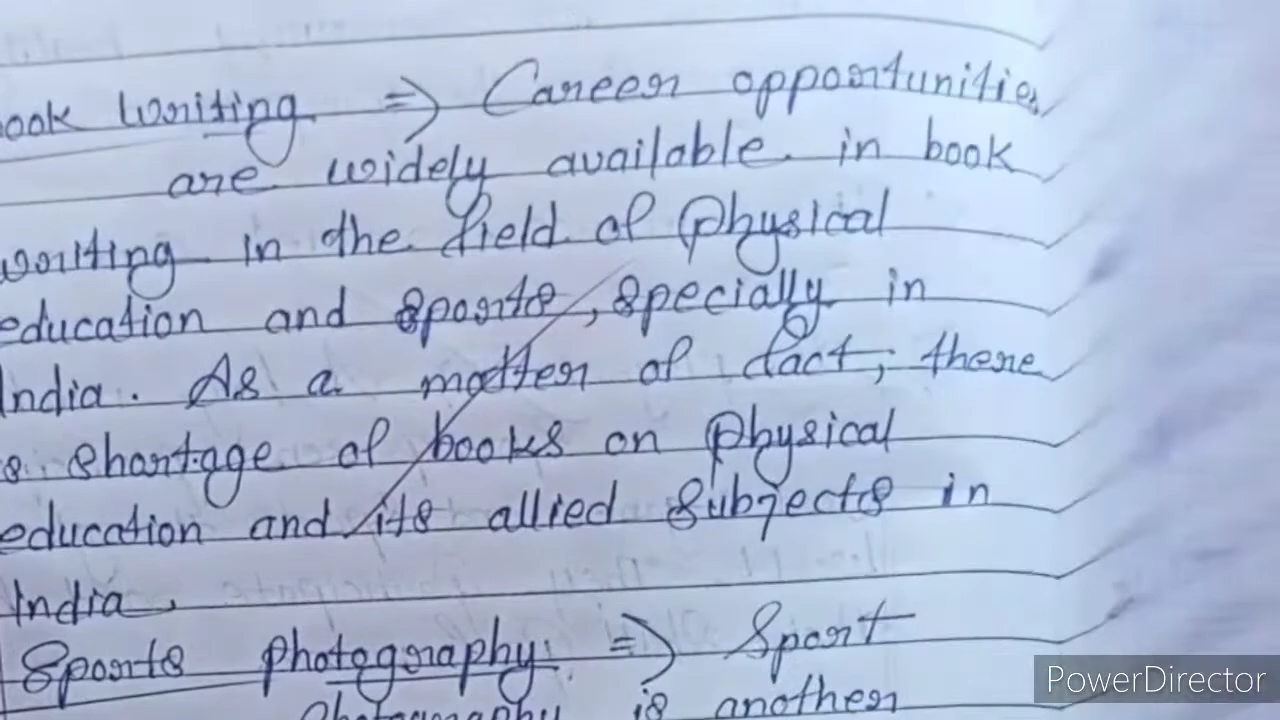 ook writing => Career opportunities
are widely available in book
writing in the field of physical
education and sports, specially in
India. As a matter of fact, there
is shortage of books on physical
education and its allied subjects in
India.
Sports photography => Sport
photography is another
PowerDirector